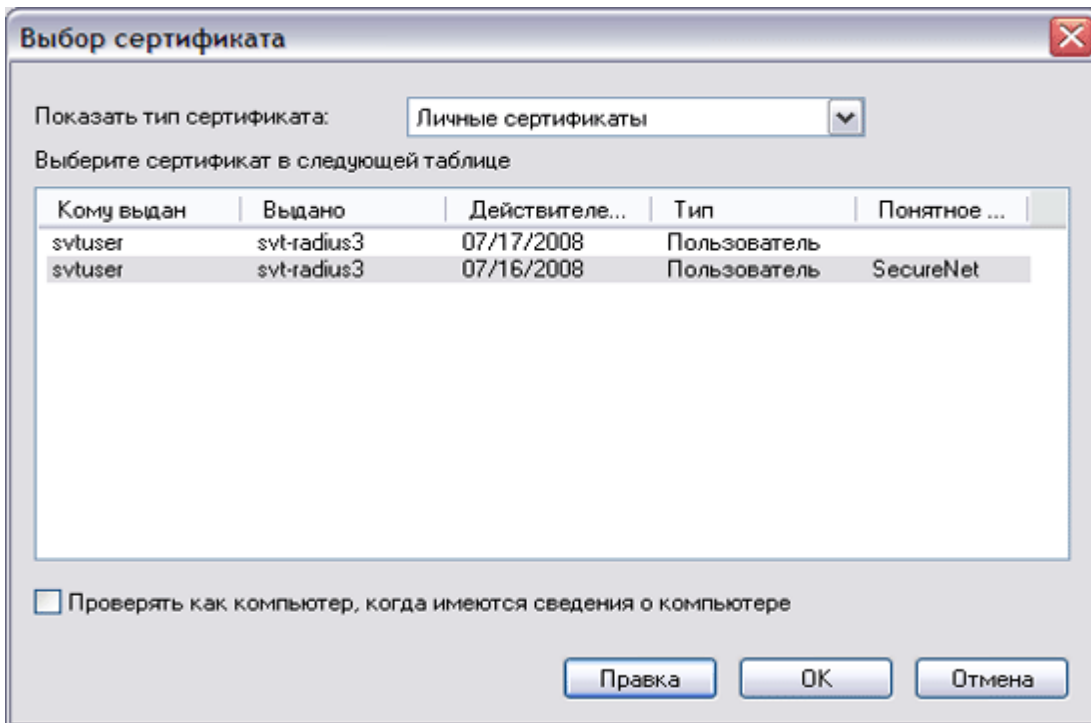 Выбор сертификата
Показать тип сертификата: Личные сертификаты
Выберите сертификат в следующей таблице
Кому выдан Выдано Действителе... Тип Понятное ...
svtuser svt-radius3 07/17/2008 Пользователь
svtuser svt-radius3 07/16/2008 Пользователь SecureNet
Проверять как компьютер, когда имеются сведения о компьютере
Правка OK Отмена